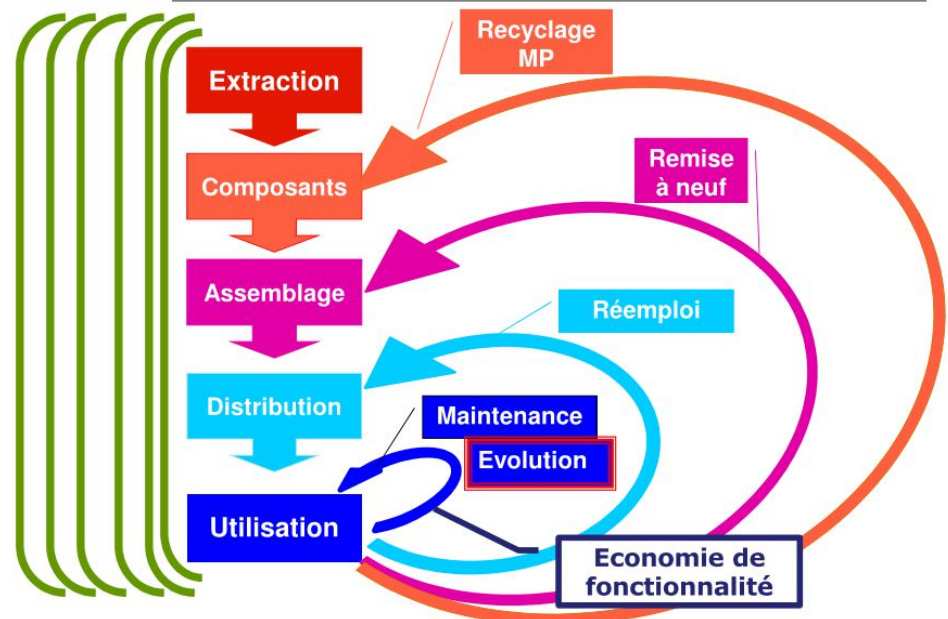 Recyclage
MP
Extraction
Remise
à neuf
Composants
Assemblage
Réemploi
Distribution
Maintenance
Evolution
Utilisation
Economie de
fonctionnalité